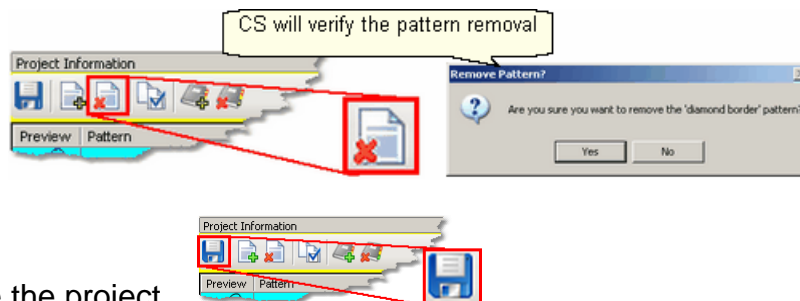 CS will verify the pattern removal
Project Information
Preview Pattern
Remove Pattern?
Are you sure you want to remove the 'diamond border' pattern?
Yes No
Project Information
Preview Pattern
the project